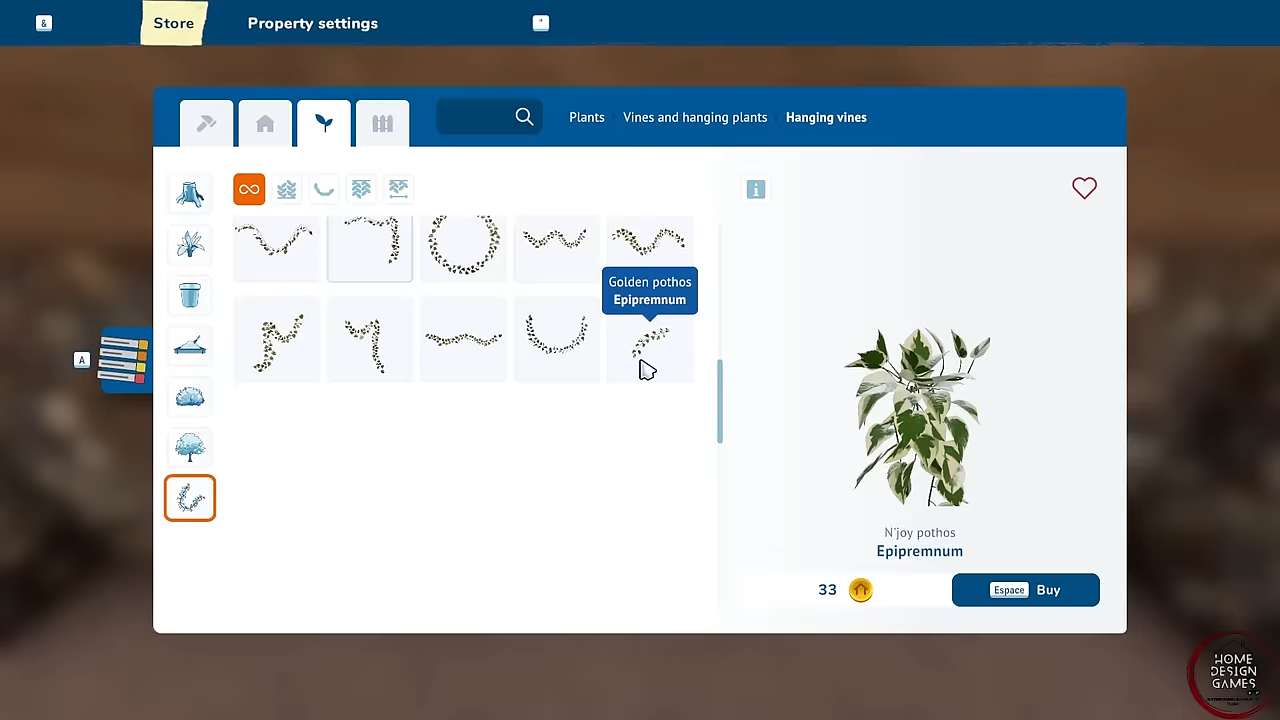 &
Store
Property settings
"
Plants
Vines and hanging plants
Hanging vines
Golden pothos
Epipremnum
A
N'joy pothos
Epipremnum
33
Espace
Buy
HOME
DESIGN
GAMES